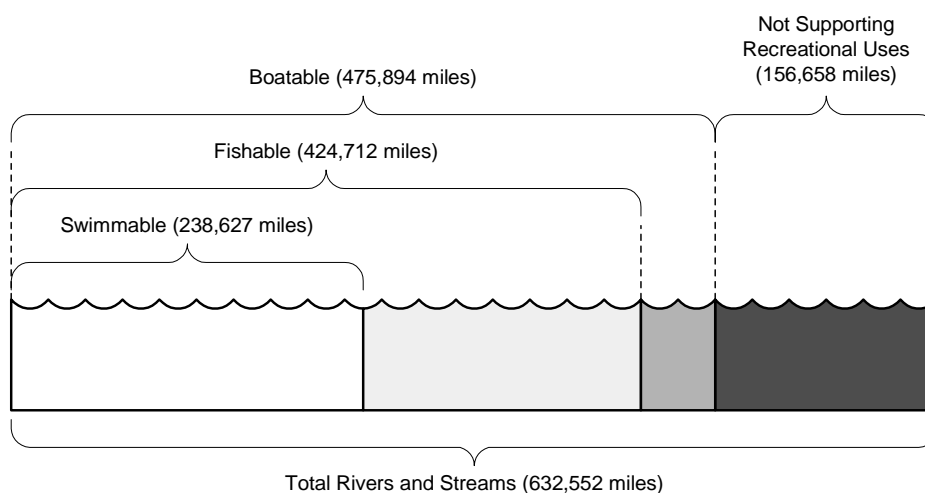 Not Supporting
Recreational Uses
(156,658 miles)
Boatable (475,894 miles)
Fishable (424,712 miles)
Swimmable (238,627 miles)
Total Rivers and Streams (632,552 miles)